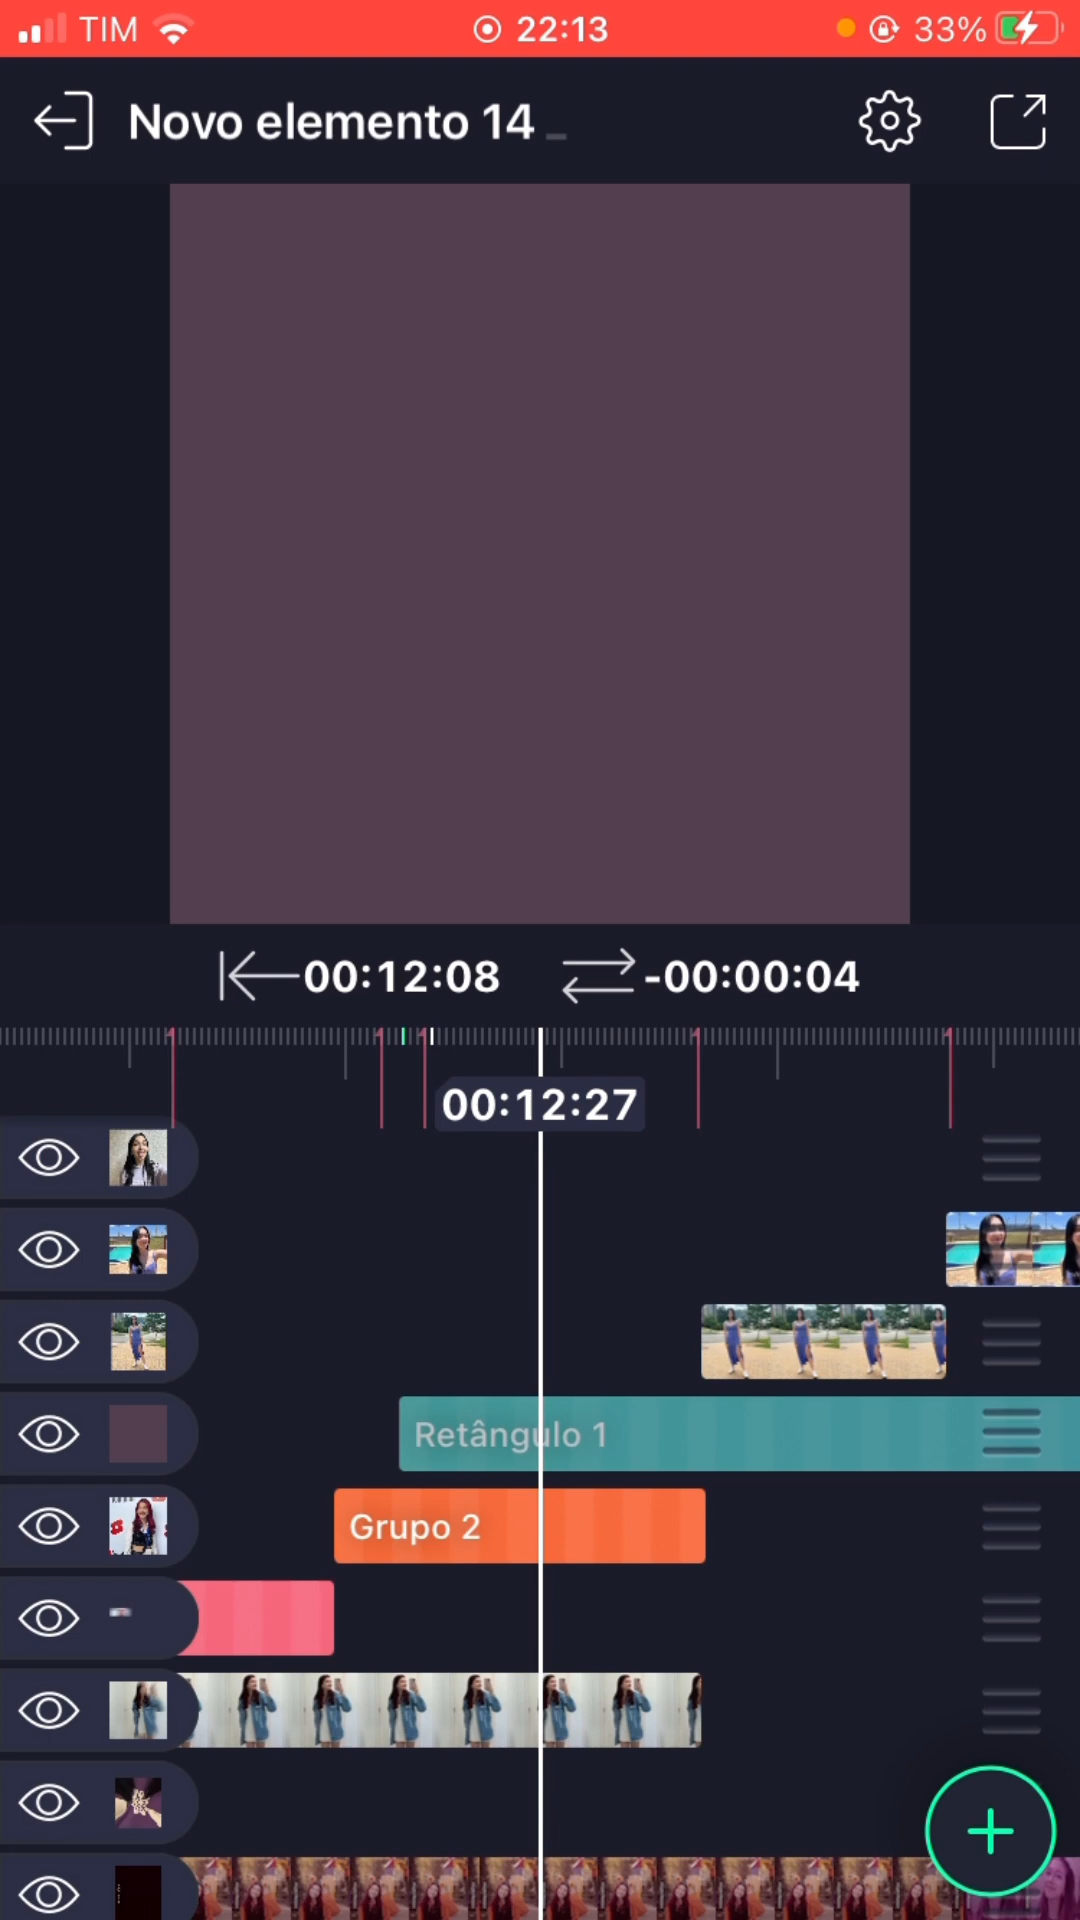 TIM 22:13 33%
Novo elemento 14
00:12:08 -00:00:04
00:12:27
Retângulo 1
Grupo 2